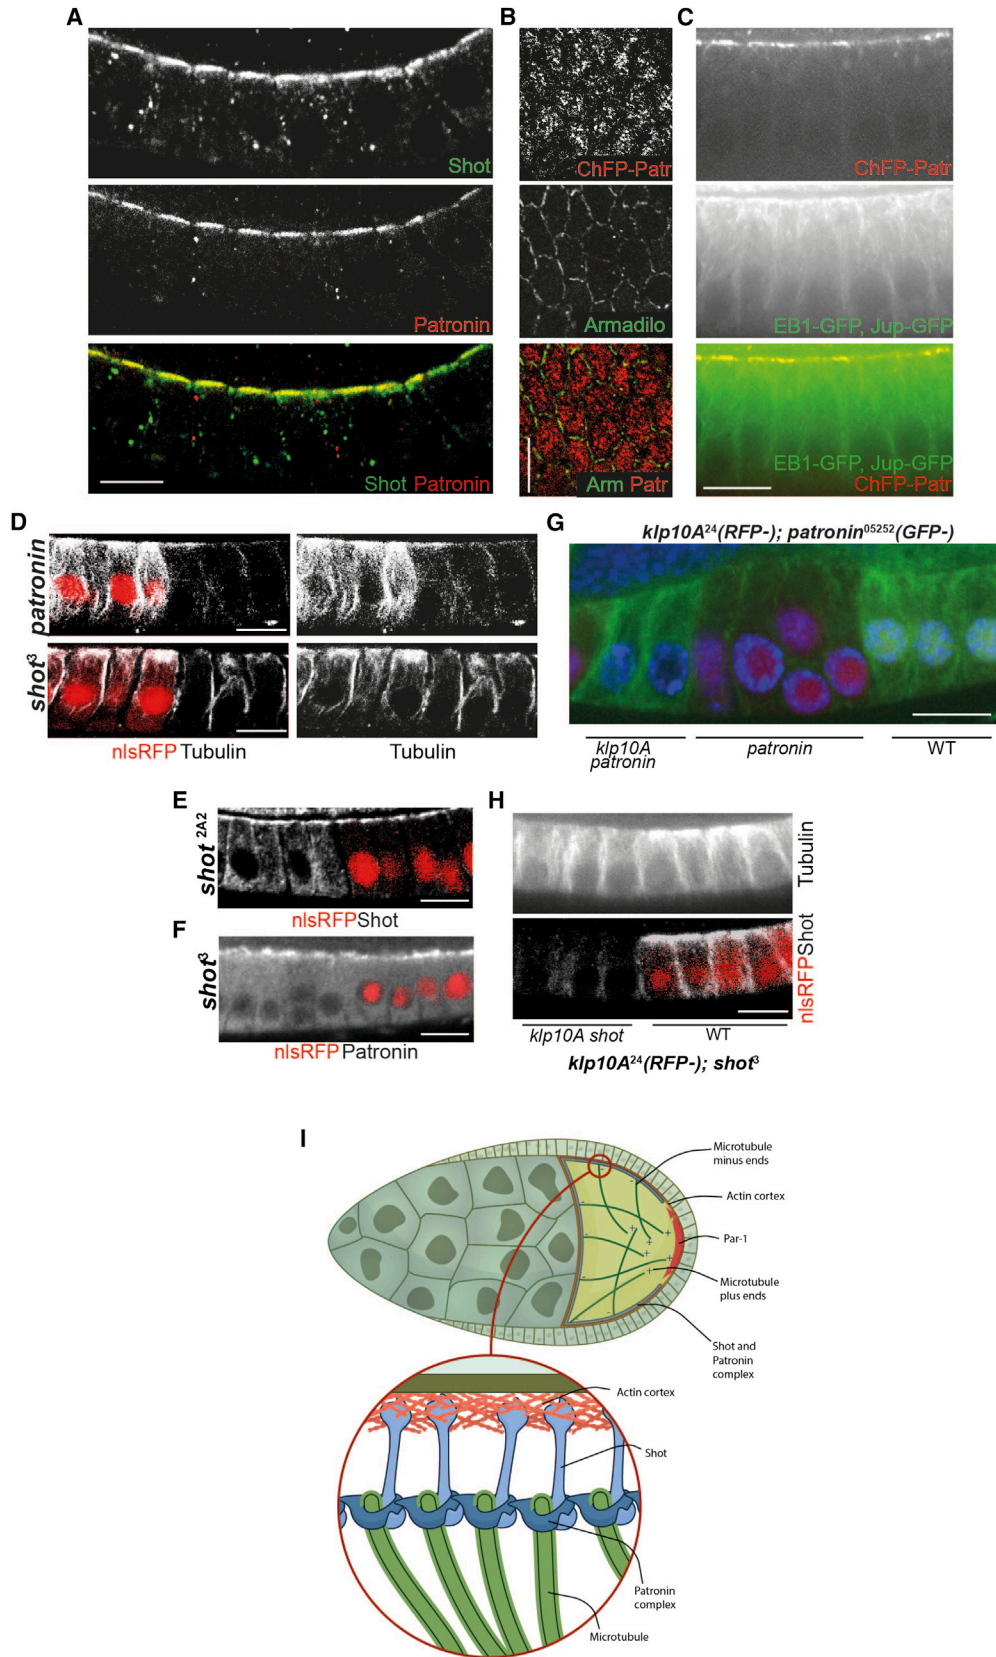 A
B
C
Shot
ChFP-Patr
ChFP-Patr
Patronin
Armadilo
EB1-GFP, Jup-GFP
Shot Patronin
Arm Patr
EB1-GFP, Jup-GFP
ChFP-Patr
D
patronin
shot³
nlsRFP Tubulin
Tubulin
G
klp10A²⁴(RFP-); patronin⁰⁵²⁵²(GFP-)
klp10A
patronin
patronin
WT
E
shot ²ᴬ²
nlsRFPShot
F
shot³
nlsRFPPatronin
H
Tubulin
nlsRFPShot
klp10A shot
WT
klp10A²⁴(RFP-); shot³
I
Microtubule
minus ends
Actin cortex
Par-1
Microtubule
plus ends
Shot and
Patronin
complex
Actin cortex
Shot
Patronin
complex
Microtubule